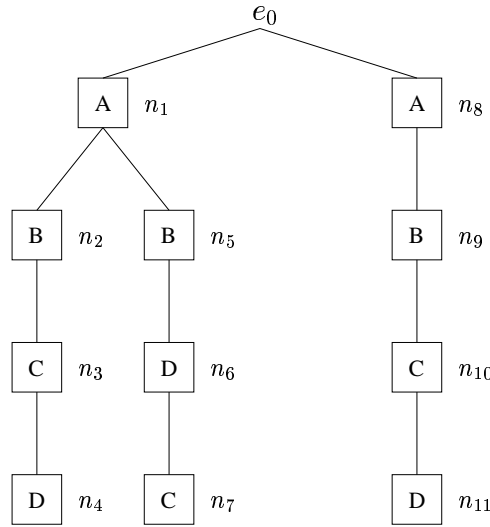 e₀
A n₁ A n₈
B n₂ B n₅ B n₉
C n₃ D n₆ C n₁₀
D n₄ C n₇ D n₁₁